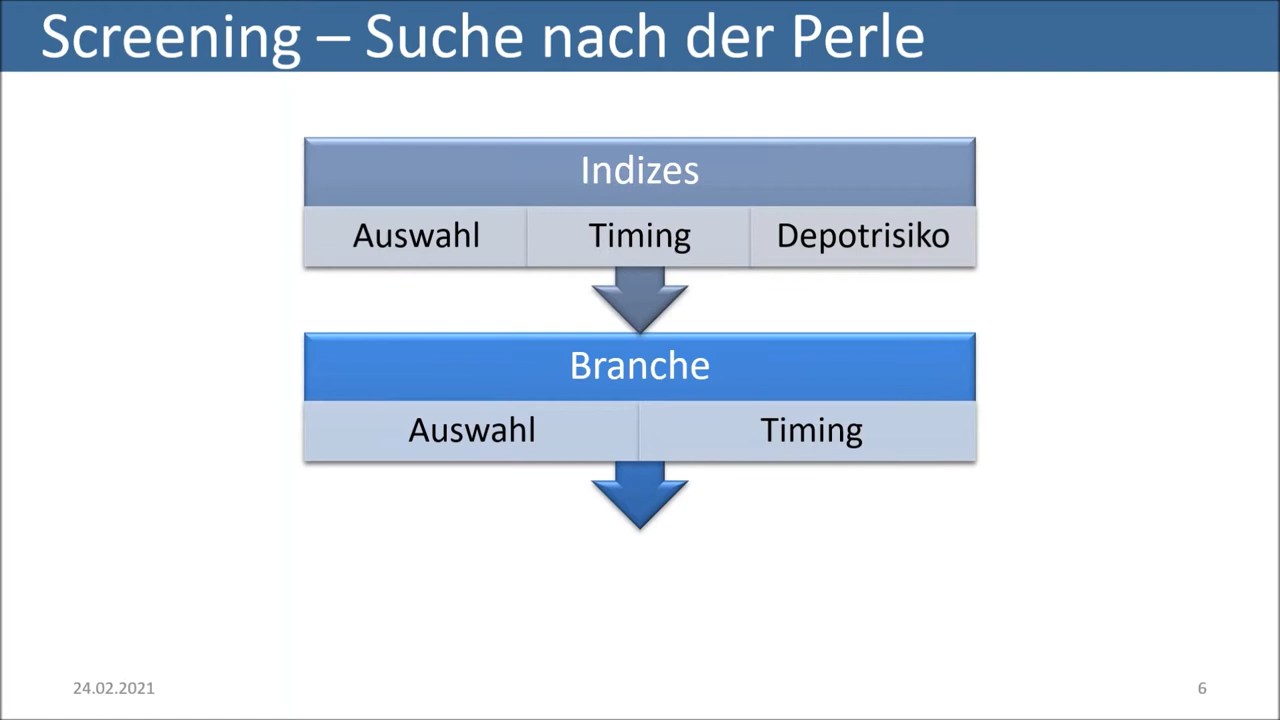 Screening – Suche nach der Perle
Indizes
Auswahl Timing Depotrisiko
Branche
Auswahl Timing
24.02.2021 6